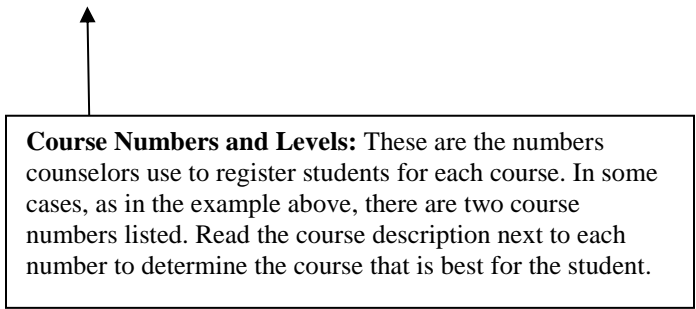 Course Numbers and Levels: These are the numbers
counselors use to register students for each course. In some
cases, as in the example above, there are two course
numbers listed. Read the course description next to each
number to determine the course that is best for the student.